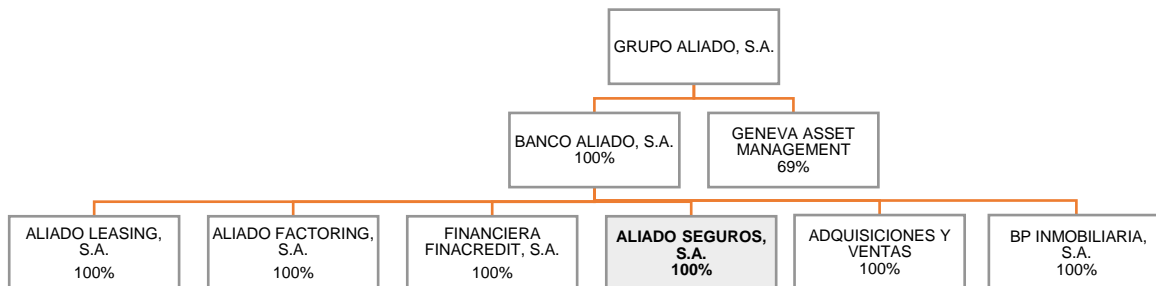 GRUPO ALIADO, S.A.
BANCO ALIADO, S.A.
100%
GENEVA ASSET
MANAGEMENT
69%
ALIADO LEASING,
S.A.
100%
ALIADO FACTORING,
S.A.
100%
FINANCIERA
FINACREDIT, S.A.
100%
ALIADO SEGUROS,
S.A.
100%
ADQUISICIONES Y
VENTAS
100%
BP INMOBILIARIA,
S.A.
100%